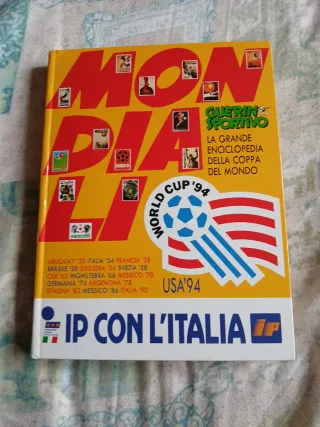 MON
DIA
LI
GUERIN
SPORTIVO
LA GRANDE
ENCICLOPEDIA
DELLA COPPA
DEL MONDO
WORLD CUP '94
URUGUAY '30 ITALIA '34 FRANCIA '38
BRASILE '50 SVIZZERA '54 SVEZIA '58
CILE '62 INGHILTERRA '66 MESSICO '70
GERMANIA '74 ARGENTINA '78
SPAGNA '82 MESSICO '86 ITALIA '90
USA'94
IP CON L'ITALIA
ip